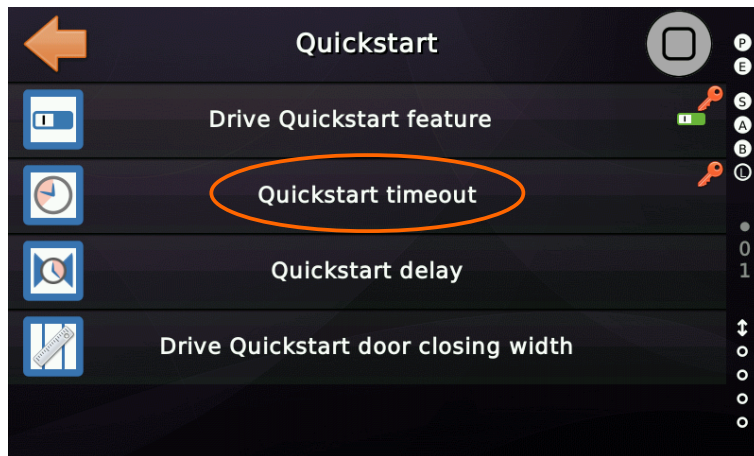 Quickstart
P
E
Drive Quickstart feature
S
A
B
Quickstart timeout
L
0
Quickstart delay
1
Drive Quickstart door closing width